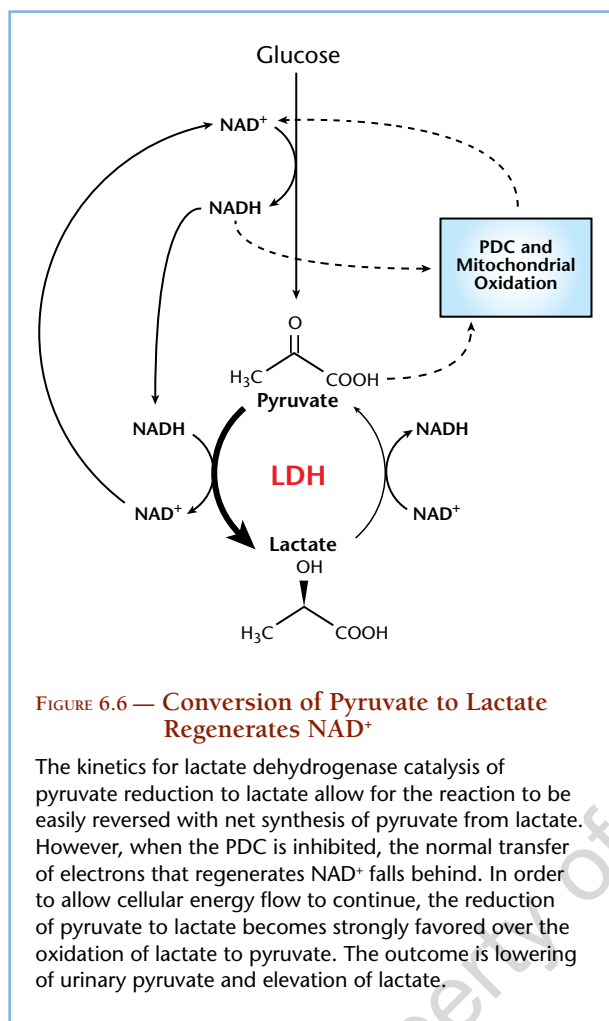 Glucose
NAD⁺
NADH
PDC and
Mitochondrial
Oxidation
O
H₃C
COOH
Pyruvate
NADH
NADH
LDH
NAD⁺
NAD⁺
Lactate
OH
H₃C
COOH
FIGURE 6.6 — Conversion of Pyruvate to Lactate
Regenerates NAD⁺
The kinetics for lactate dehydrogenase catalysis of
pyruvate reduction to lactate allow for the reaction to be
easily reversed with net synthesis of pyruvate from lactate.
However, when the PDC is inhibited, the normal transfer
of electrons that regenerates NAD⁺ falls behind. In order
to allow cellular energy flow to continue, the reduction
of pyruvate to lactate becomes strongly favored over the
oxidation of lactate to pyruvate. The outcome is lowering
of urinary pyruvate and elevation of lactate.
of